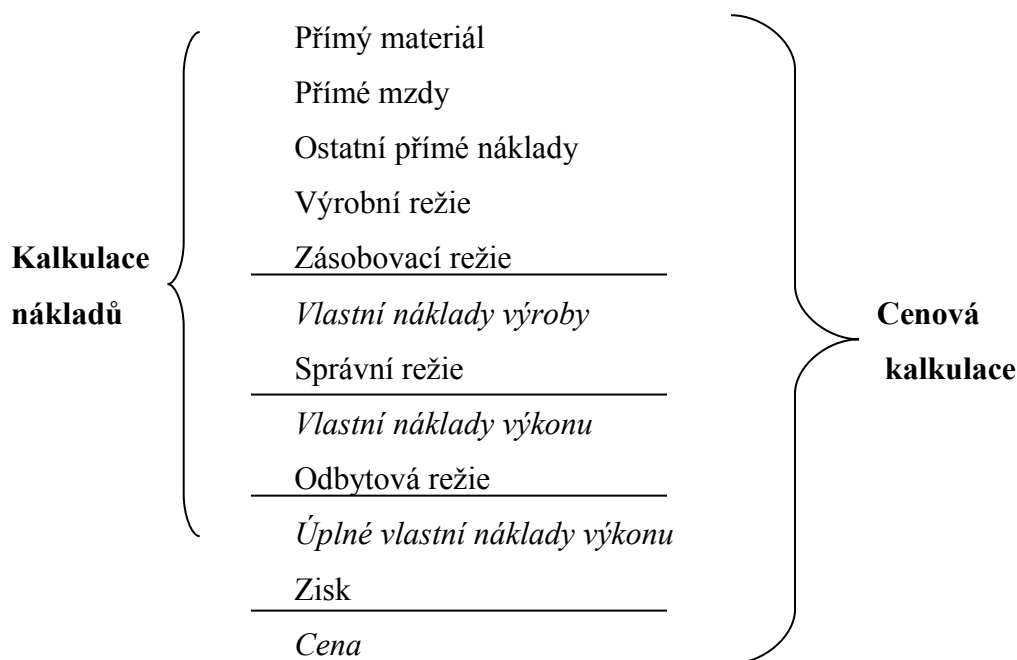 Přímý materiál
Přímé mzdy
Ostatní přímé náklady
Výrobní režie
Kalkulace
nákladů
Zásobovací režie
Vlastní náklady výroby
Správní režie
Vlastní náklady výkonu
Odbytová režie
Úplné vlastní náklady výkonu
Zisk
Cena
Cenová
kalkulace